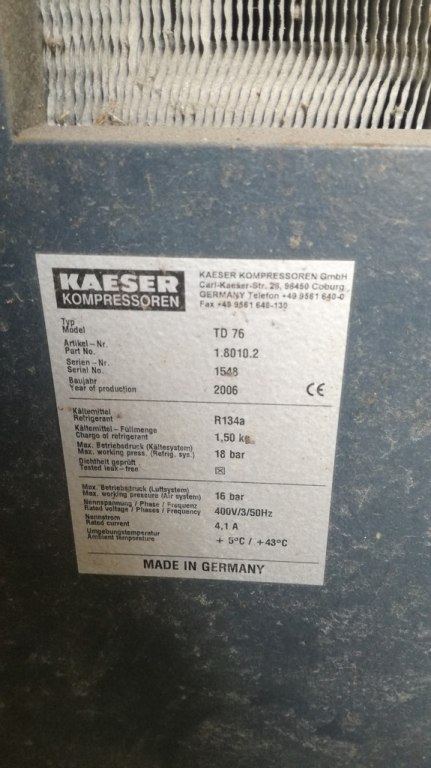 KAESER
KOMPRESSOREN
KAESER KOMPRESSOREN GmbH
Carl-Kaeser-Str. 26, 96450 Coburg
GERMANY Telefon +49 9561 640-0
Fax +49 9561 640-130
Typ
Model TD 76
Artikel-Nr.
Part No. 1.8010.2
Serien-Nr.
Serial No. 1548
Baujahr
Year of production 2006 CE
Kältemittel
Refrigerant R134a
Kältemittel-Füllmenge
Charge of refrigerant 1,50 kg
Max. Betriebsdruck (Kältesystem)
Max. working press. (Refrig. sys.) 18 bar
Dichtheit geprüft
Tested leak-free ☒
Max. Betriebsdruck (Luftsystem)
Max. working pressure (Air system) 16 bar
Nennspannung / Phase / Frequenz
Rated voltage / Phases / Frequency 400V/3/50Hz
Nennstrom
Rated current 4,1 A
Umgebungstemperatur
Ambient temperature + 5°C / +43°C
MADE IN GERMANY